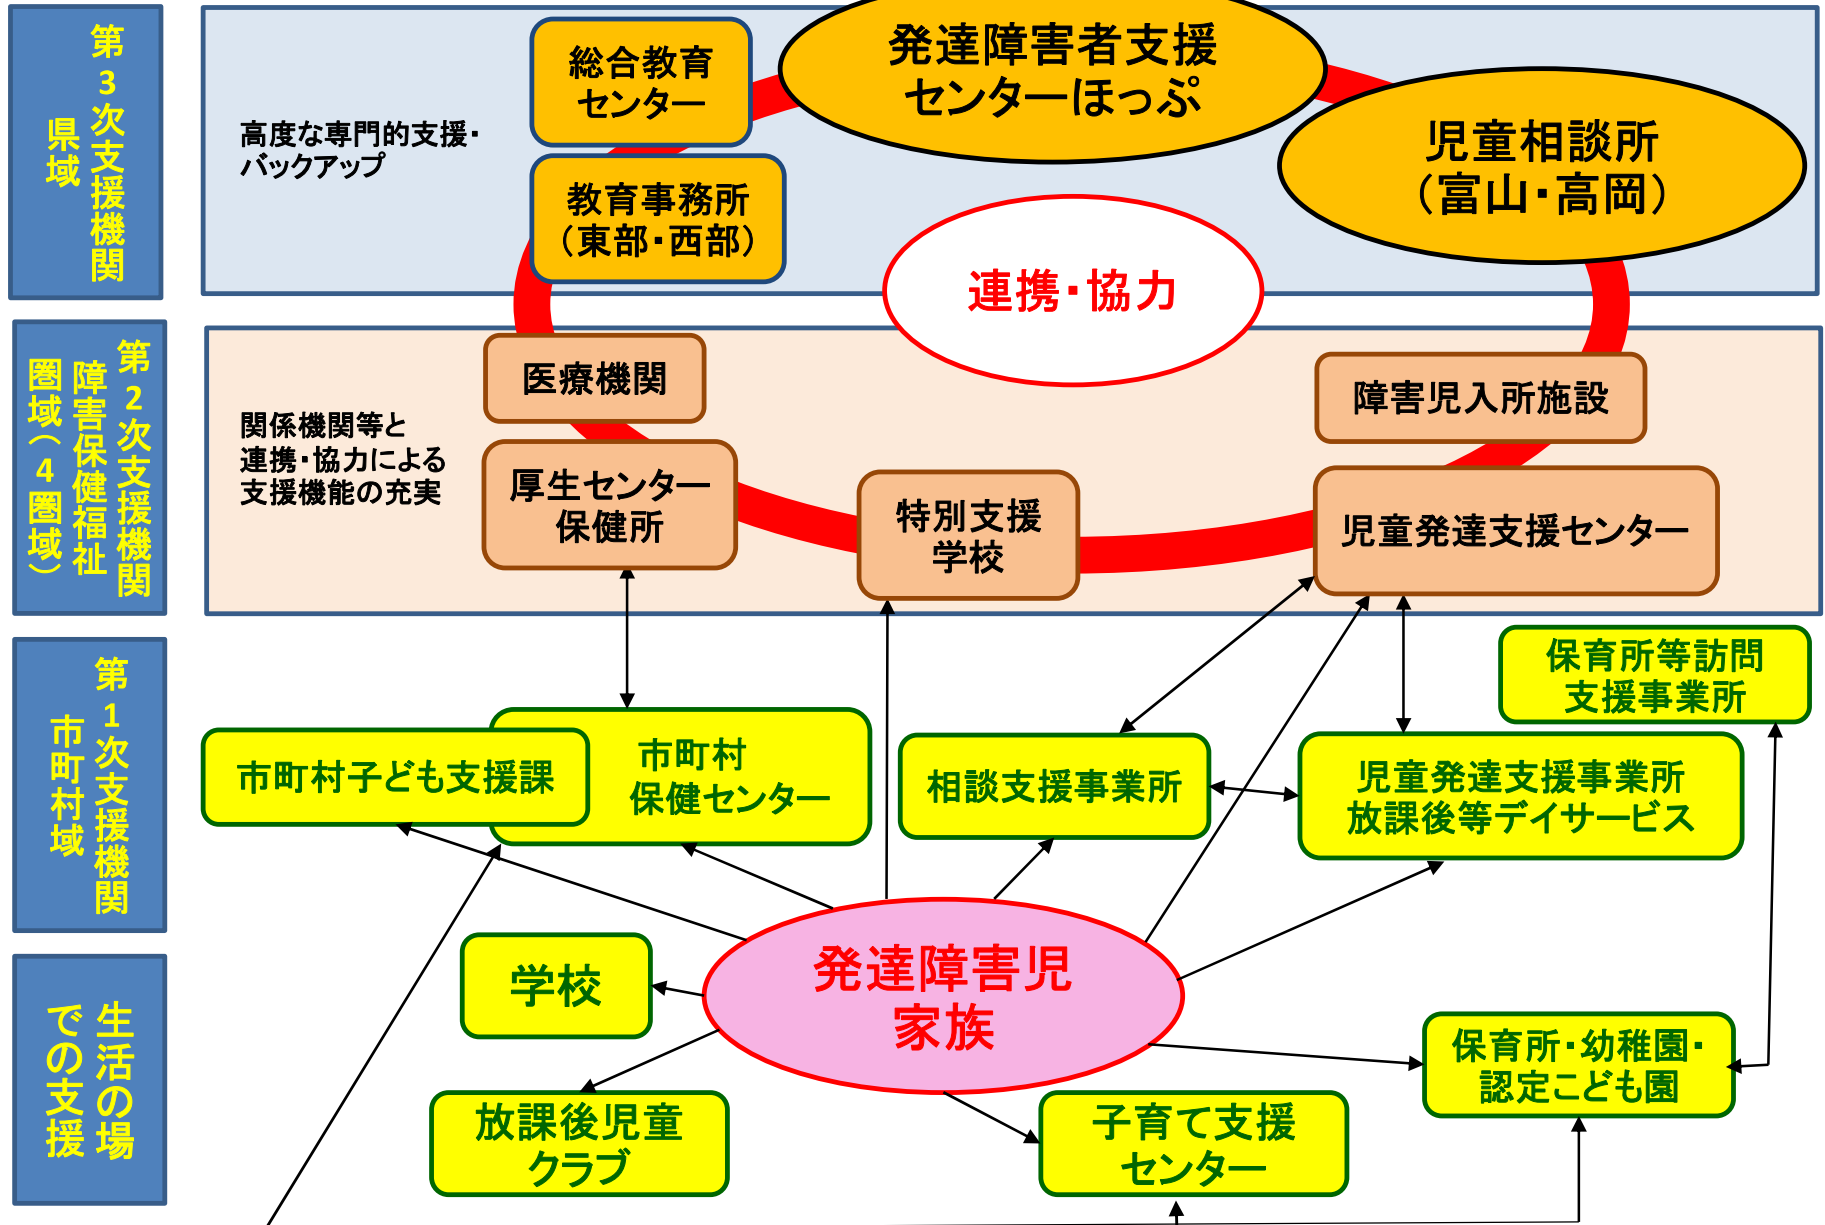 第3次支援機関
県域
高度な専門的支援・
バックアップ
総合教育
センター
教育事務所
（東部・西部）
発達障害者支援
センターほっぷ
児童相談所
（富山・高岡）
連携・協力
第2次支援機関
障害保健福祉
圏域（4圏域）
関係機関等と
連携・協力による
支援機能の充実
医療機関
厚生センター
保健所
特別支援
学校
障害児入所施設
児童発達支援センター
第1次支援機関
市町村域
市町村子ども支援課
市町村
保健センター
相談支援事業所
保育所等訪問
支援事業所
児童発達支援事業所
放課後等デイサービス
生活の場
での支援
発達障害児
家族
学校
放課後児童
クラブ
子育て支援
センター
保育所・幼稚園・
認定こども園